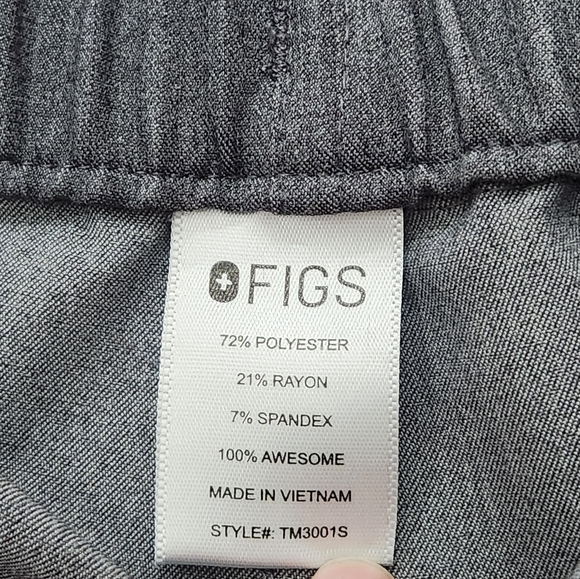 FIGS
72% POLYESTER
21% RAYON
7% SPANDEX
100% AWESOME
MADE IN VIETNAM
STYLE#: TM3001S